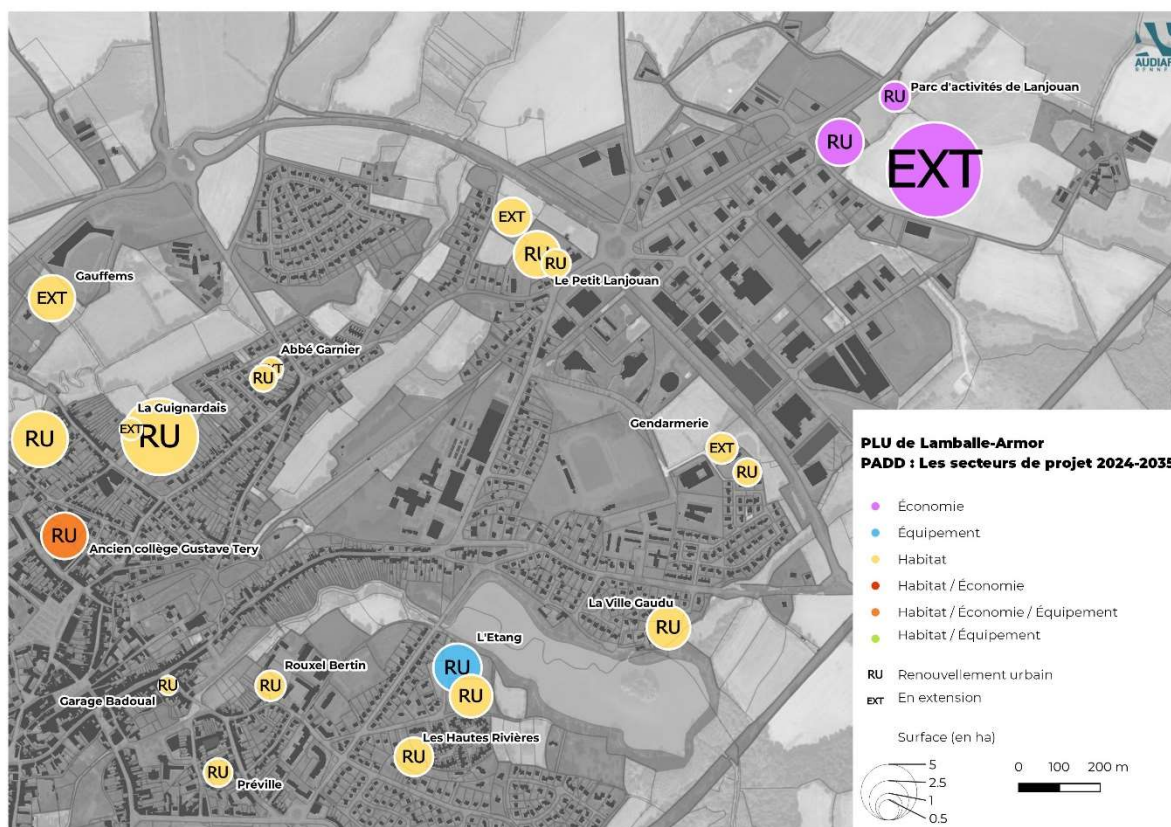 AUDIAR
RENNES
RU
Parc d'activités de Lanjouan
RU
EXT
EXT
RU
RU
Le Petit Lanjouan
Gauffems
EXT
Abbé Garnier
EXT
RU
La Guignardais
RU
EXT
RU
Gendarmerie
EXT
RU
RU
Ancien collège Gustave Tery
La Ville Gaudu
RU
L'Etang
RU
RU
Rouxel Bertin
RU
RU
Garage Badoual
Les Hautes Rivières
RU
RU
Préville
PLU de Lamballe-Armor
PADD : Les secteurs de projet 2024-2035
Économie
Équipement
Habitat
Habitat / Économie
Habitat / Économie / Équipement
Habitat / Équipement
RU Renouvellement urbain
EXT En extension
Surface (en ha)
5
2.5
1
0.5
0 100 200 m